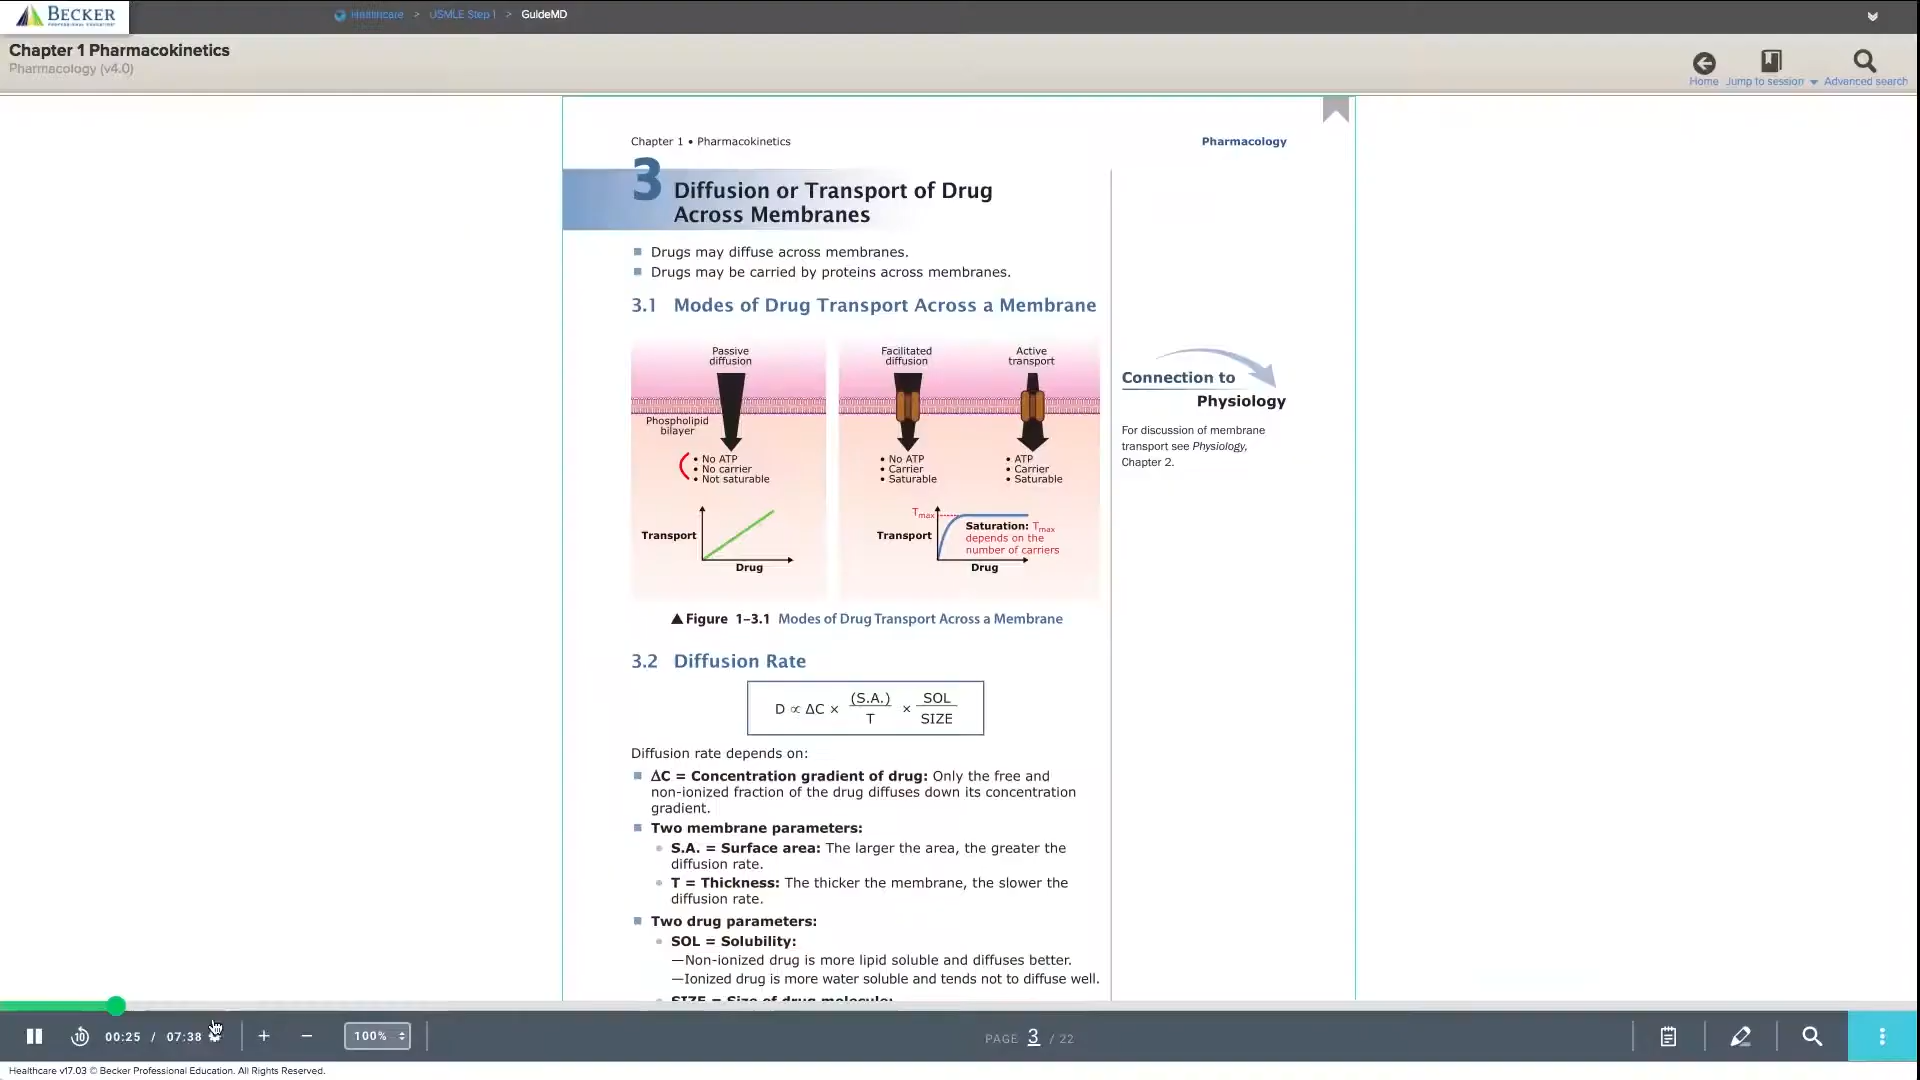 BECKER
PROFESSIONAL EDUCATION
Healthcare > USMLE Step 1 > GuideMD
Chapter 1 Pharmacokinetics
Pharmacology (v4.0)
Home Jump to session Advanced search
Chapter 1 • Pharmacokinetics
Pharmacology
3
Diffusion or Transport of Drug
Across Membranes
Drugs may diffuse across membranes.
Drugs may be carried by proteins across membranes.
3.1 Modes of Drug Transport Across a Membrane
Passive
diffusion
Phospholipid
bilayer
• No ATP
• No carrier
• Not saturable
Transport
Drug
Facilitated
diffusion
• No ATP
• Carrier
• Saturable
Active
transport
• ATP
• Carrier
• Saturable
Tmax
Transport
Saturation: Tmax
depends on the
number of carriers
Drug
▲Figure 1–3.1 Modes of Drug Transport Across a Membrane
Connection to
Physiology
For discussion of membrane
transport see Physiology,
Chapter 2.
3.2 Diffusion Rate
D ∝ ΔC × (S.A.)/T × SOL/SIZE
Diffusion rate depends on:
ΔC = Concentration gradient of drug: Only the free and
non-ionized fraction of the drug diffuses down its concentration
gradient.
Two membrane parameters:
S.A. = Surface area: The larger the area, the greater the
diffusion rate.
T = Thickness: The thicker the membrane, the slower the
diffusion rate.
Two drug parameters:
SOL = Solubility:
—Non-ionized drug is more lipid soluble and diffuses better.
—Ionized drug is more water soluble and tends not to diffuse well.
SIZE = Size of drug molecule:
10 00:25 / 07:38 + − 100% PAGE 3 / 22
Healthcare v17.03 © Becker Professional Education. All Rights Reserved.